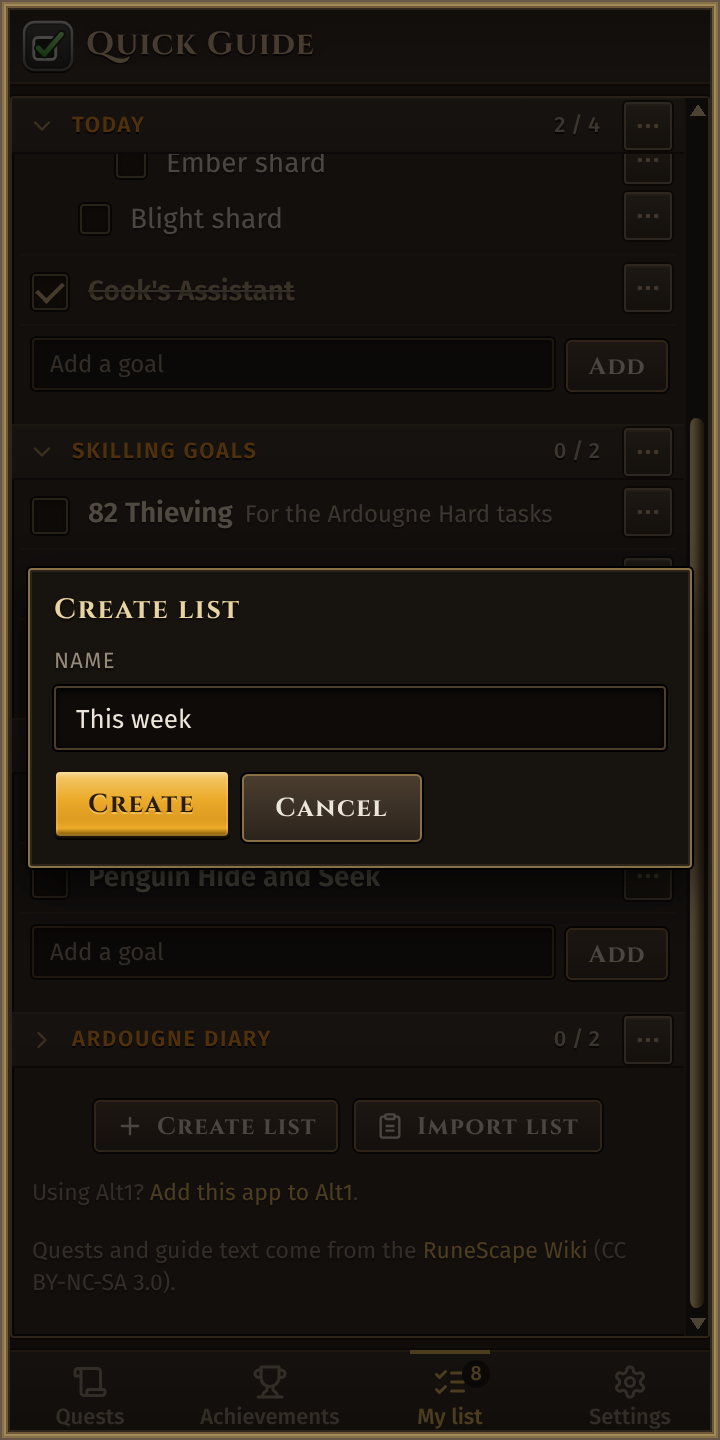 Quick Guide
TODAY 2 / 4
Ember shard
Blight shard
Cook's Assistant
Add a goal Add
SKILLING GOALS 0 / 2
82 Thieving For the Ardougne Hard tasks
Create list
NAME
This week
Create Cancel
Penguin Hide and Seek
Add a goal Add
ARDOUGNE DIARY 0 / 2
Create list Import list
Using Alt1? Add this app to Alt1.
Quests and guide text come from the RuneScape Wiki (CC
BY-NC-SA 3.0).
8
Quests Achievements My list Settings